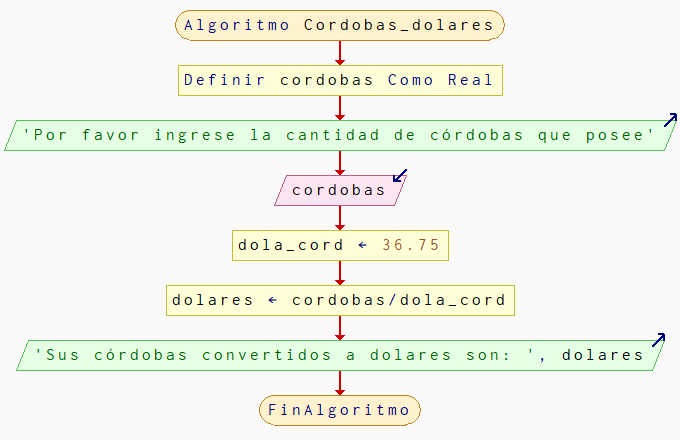 Algoritmo Cordobas_dolares
Definir cordobas Como Real
'Por favor ingrese la cantidad de córdobas que posee'
cordobas
dola_cord ← 36.75
dolares ← cordobas/dola_cord
'Sus córdobas convertidos a dolares son: ', dolares
FinAlgoritmo